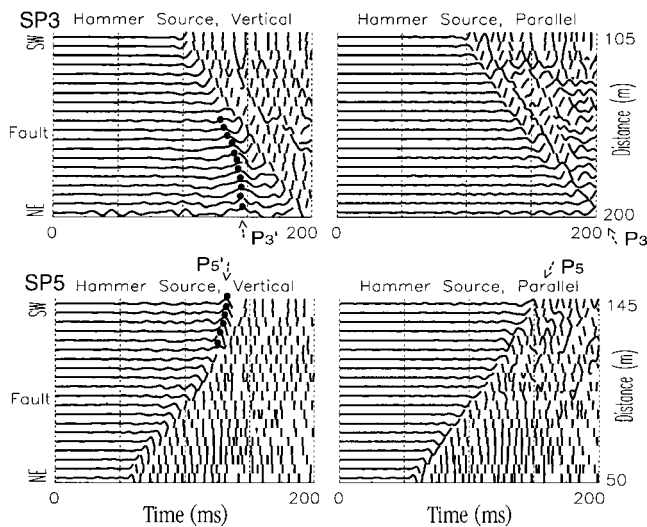 SP3 Hammer Source, Vertical
Hammer Source, Parallel
SW
Fault
NE
105
Distance (m)
200
0
200
P3'
0
200
P3
P5'
P5
SP5 Hammer Source, Vertical
Hammer Source, Parallel
SW
Fault
NE
145
Distance (m)
50
0
200
Time (ms)
0
200
Time (ms)